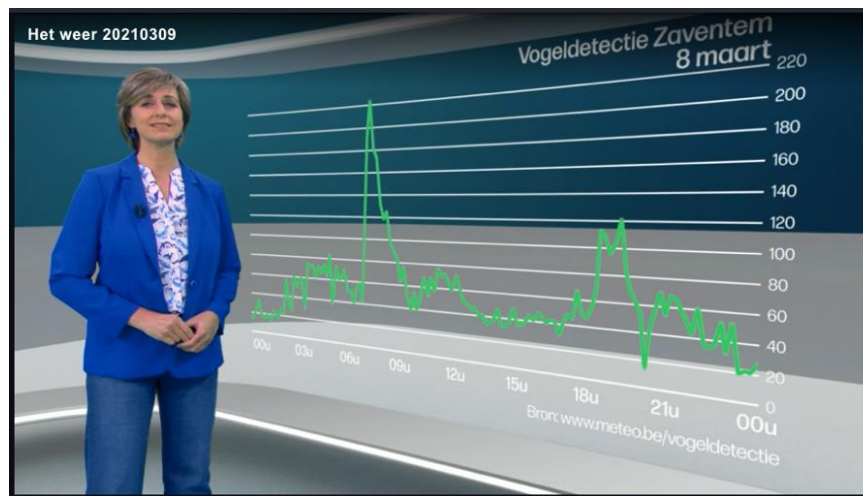 Het weer 20210309
Vogeldetectie Zaventem
8 maart
220
200
180
160
140
120
100
80
60
40
20
0
00u 03u 06u 09u 12u 15u 18u 21u 00u
Bron: www.meteo.be/vogeldetectie